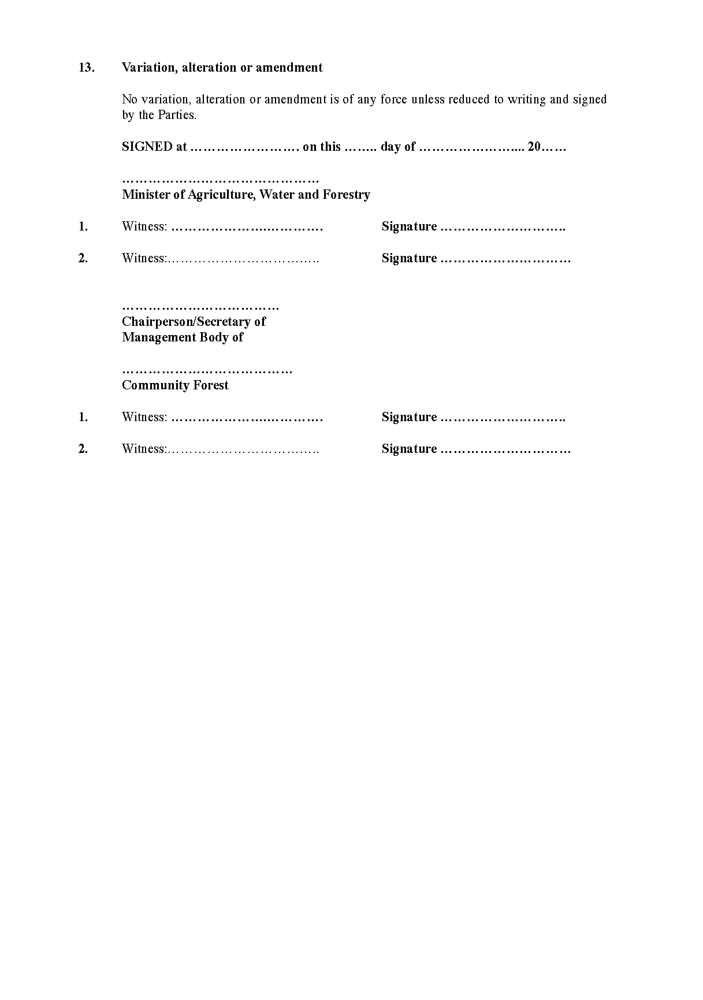 13. Variation, alteration or amendment
No variation, alteration or amendment is of any force unless reduced to writing and signed
by the Parties.
SIGNED at ……………………. on this …….. day of ………………….... 20……
………………………………………
Minister of Agriculture, Water and Forestry
1. Witness: ………………….…………. Signature ………………………..
2. Witness:…………………………….. Signature …………………………
………………………………
Chairperson/Secretary of
Management Body of
…………………………………
Community Forest
1. Witness: ………………….…………. Signature ………………………..
2. Witness:…………………………….. Signature …………………………